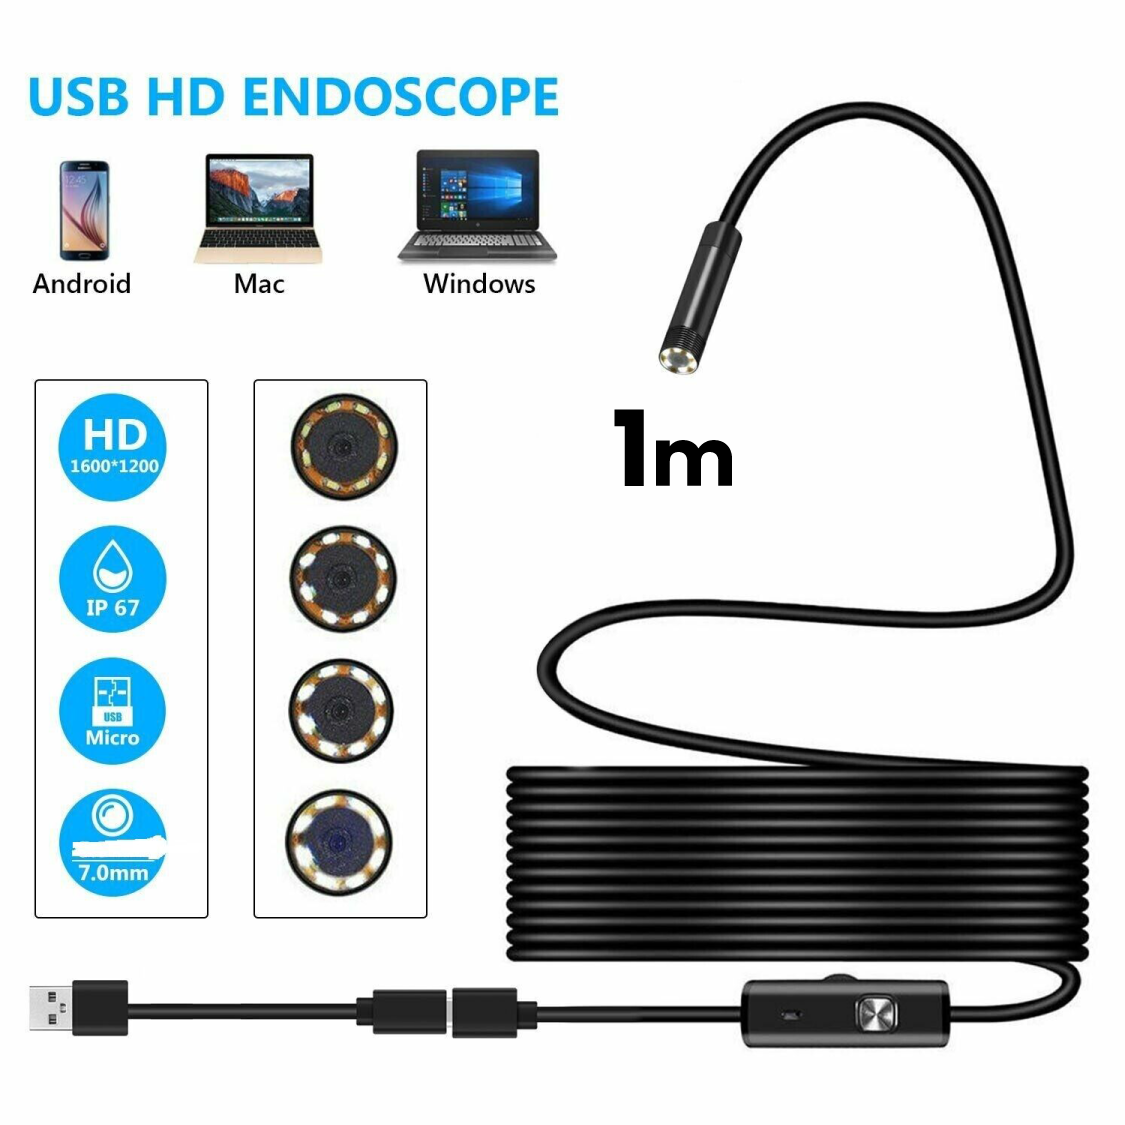 USB HD ENDOSCOPE
Android
Mac
Windows
HD
1600*1200
IP 67
USB
Micro
7.0mm
1m